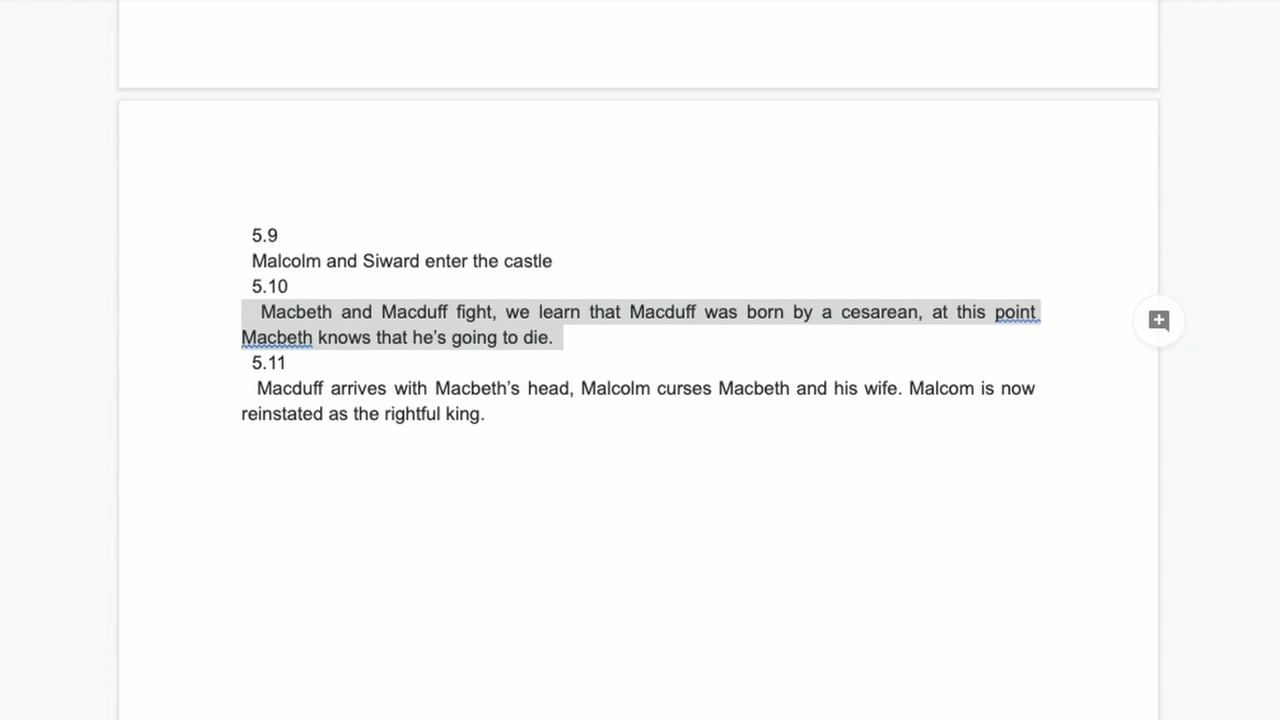 5.9
Malcolm and Siward enter the castle
5.10
Macbeth and Macduff fight, we learn that Macduff was born by a cesarean, at this point
Macbeth knows that he’s going to die.
5.11
Macduff arrives with Macbeth’s head, Malcolm curses Macbeth and his wife. Malcom is now
reinstated as the rightful king.